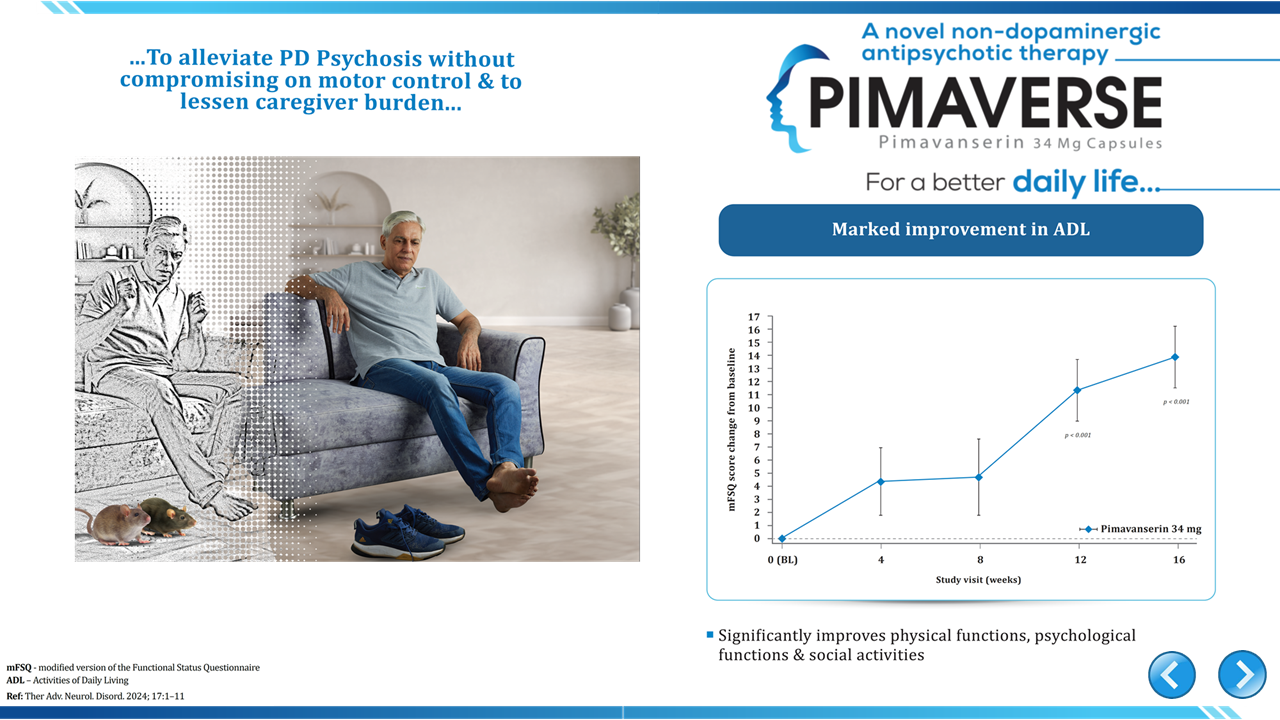 ...To alleviate PD Psychosis without
compromising on motor control & to
lessen caregiver burden...
A novel non-dopaminergic
antipsychotic therapy
PIMAVERSE
Pimavanserin 34 Mg Capsules
For a better daily life...
Marked improvement in ADL
mFSQ score change from baseline
17
16
15
14
13
12
11
10
9
8
7
6
5
4
3
2
1
0
p < 0.001
p < 0.001
Pimavanserin 34 mg
0 (BL) 4 8 12 16
Study visit (weeks)
Significantly improves physical functions, psychological
functions & social activities
mFSQ - modified version of the Functional Status Questionnaire
ADL – Activities of Daily Living
Ref: Ther Adv. Neurol. Disord. 2024; 17:1–11